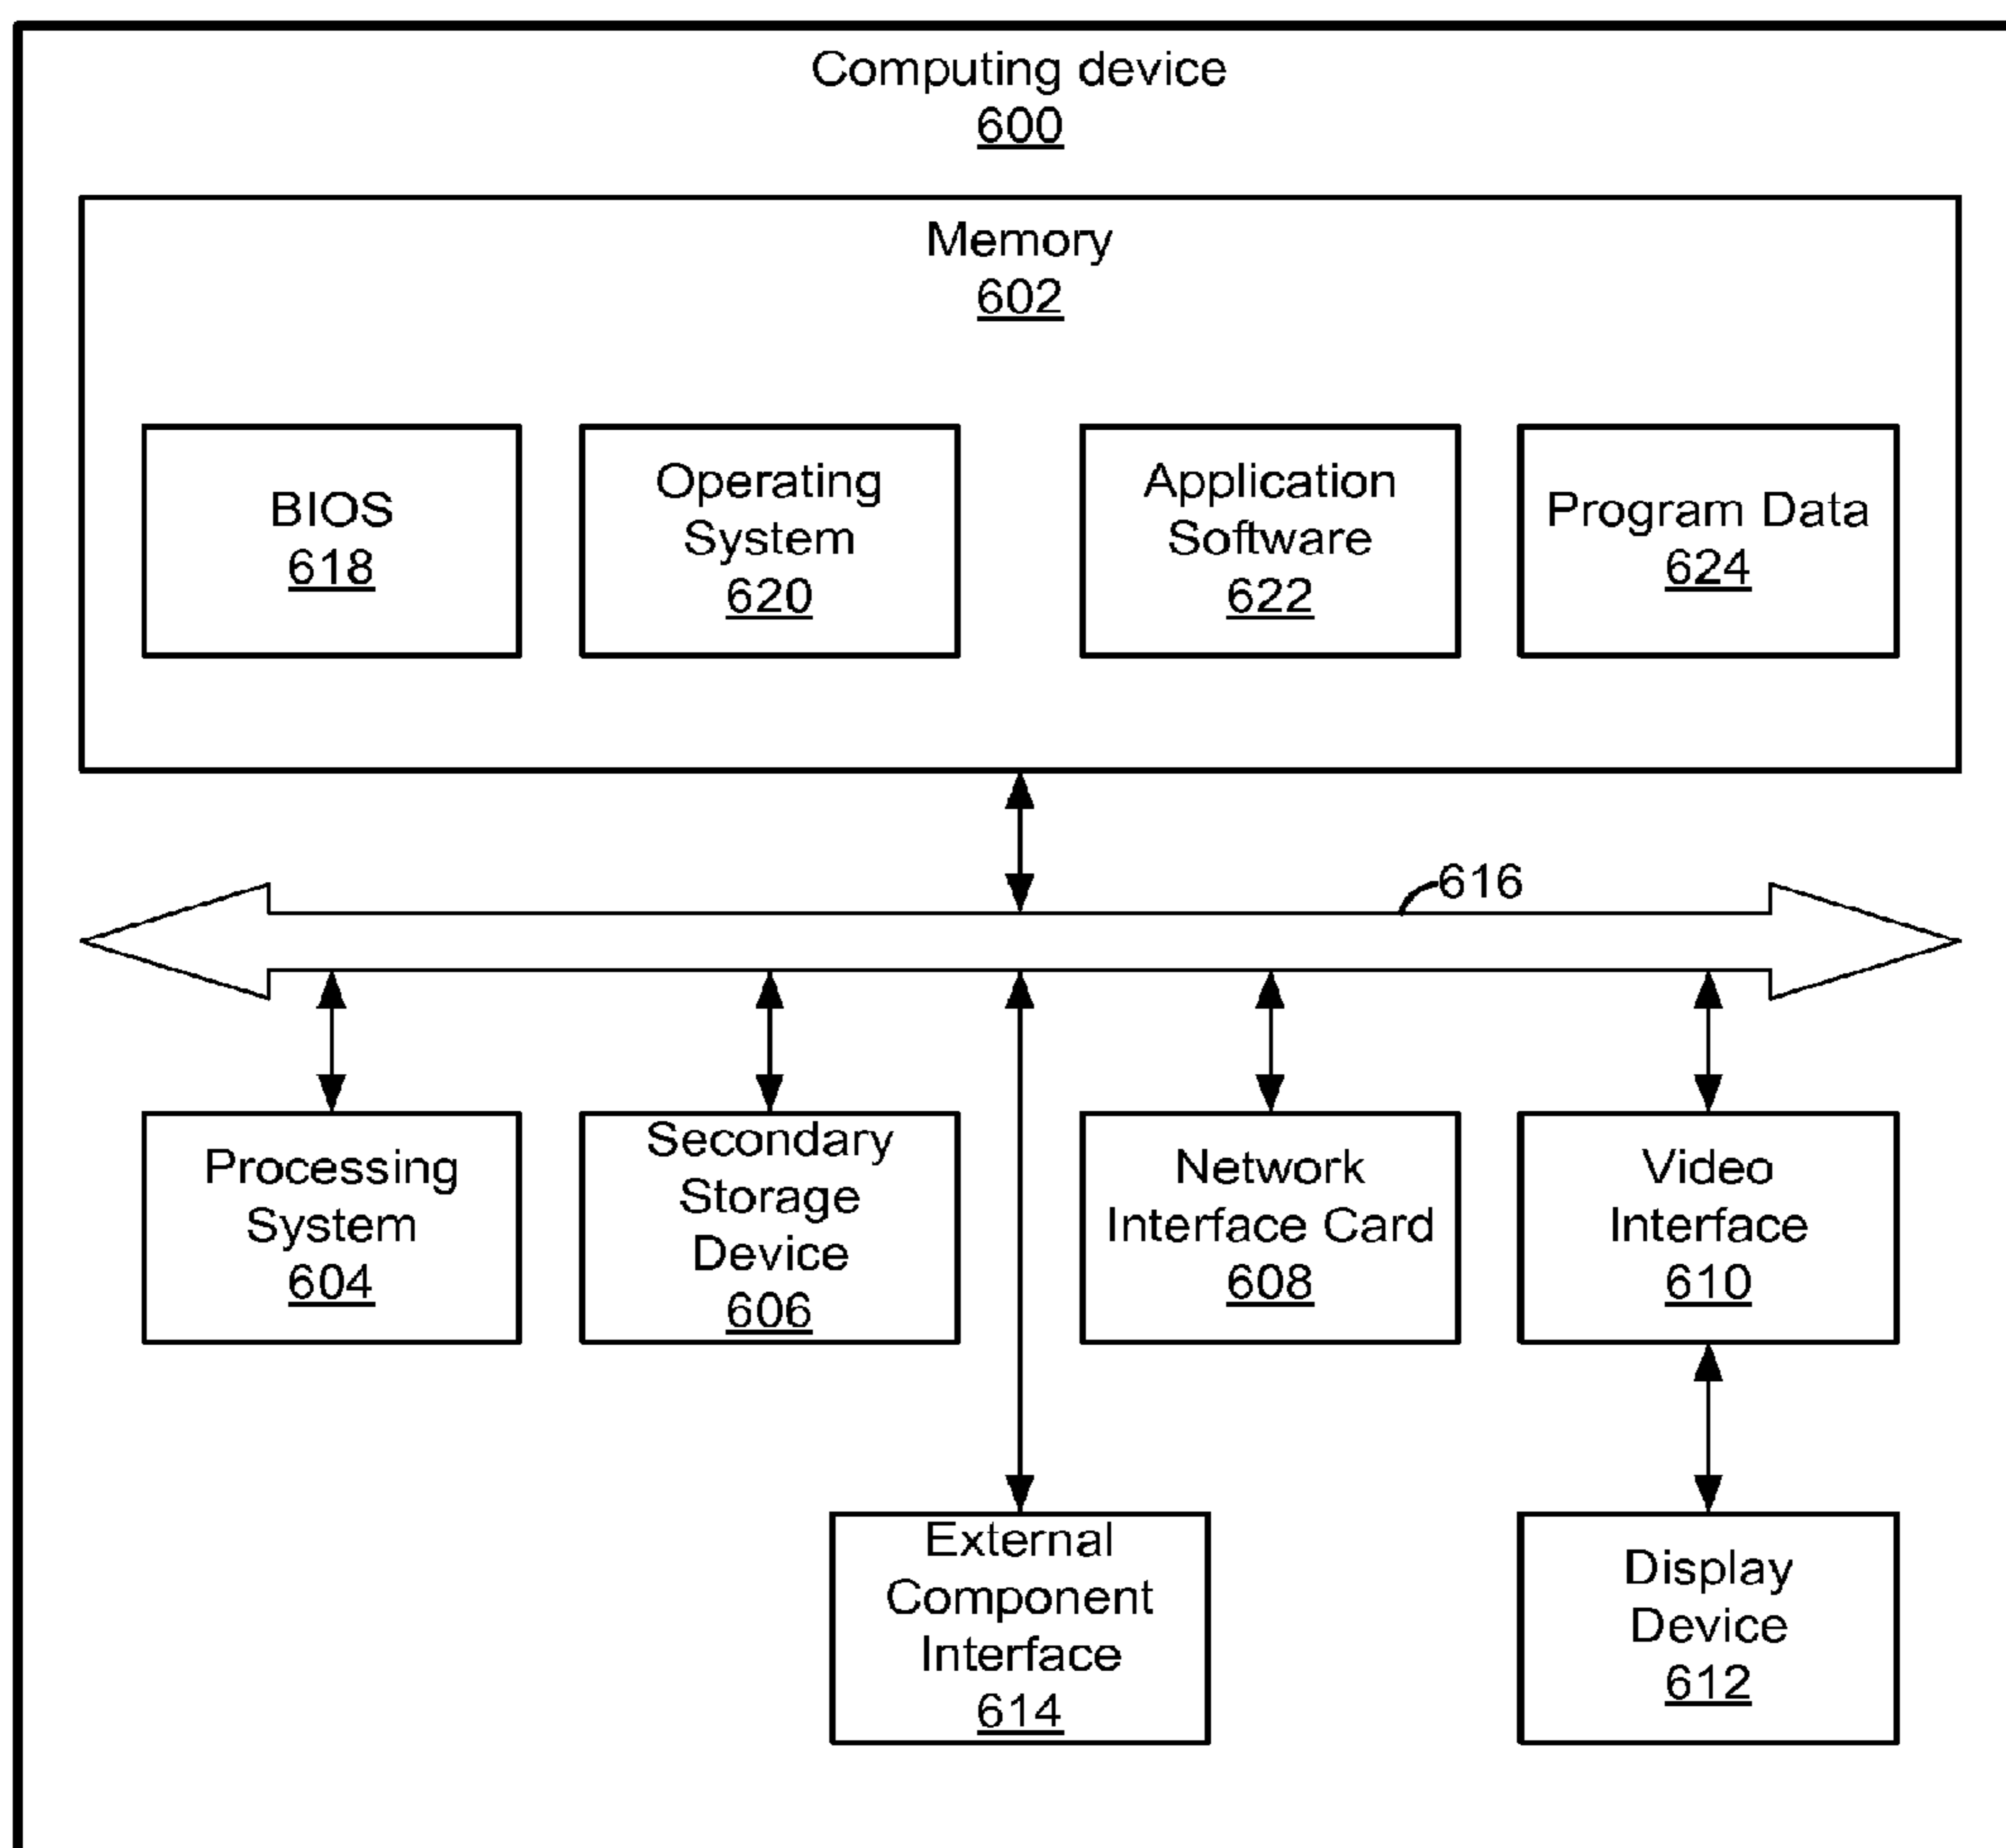 Computing device
600
Memory
602
BIOS
618
Operating
System
620
Application
Software
622
Program Data
624
616
Processing
System
604
Secondary
Storage
Device
606
Network
Interface Card
608
Video
Interface
610
External
Component
Interface
614
Display
Device
612